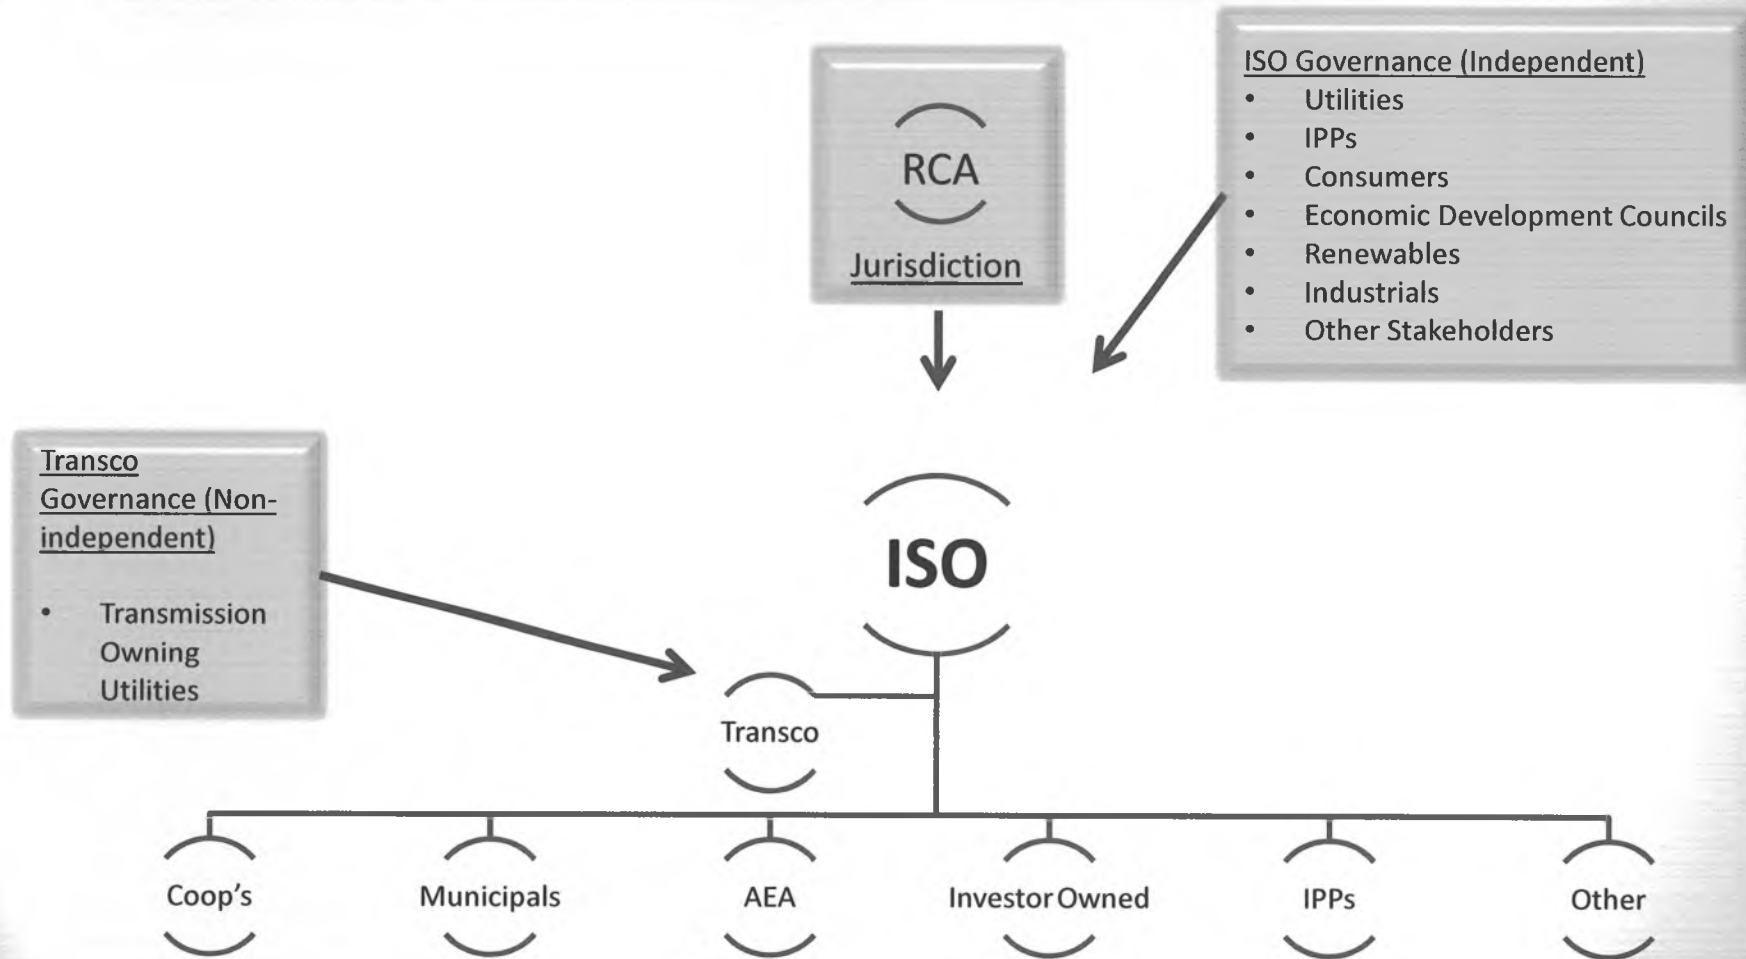 RCA
Jurisdiction
ISO Governance (Independent)
• Utilities
• IPPs
• Consumers
• Economic Development Councils
• Renewables
• Industrials
• Other Stakeholders
Transco
Governance (Non-
independent)
• Transmission
Owning
Utilities
ISO
Transco
Coop's
Municipals
AEA
Investor Owned
IPPs
Other